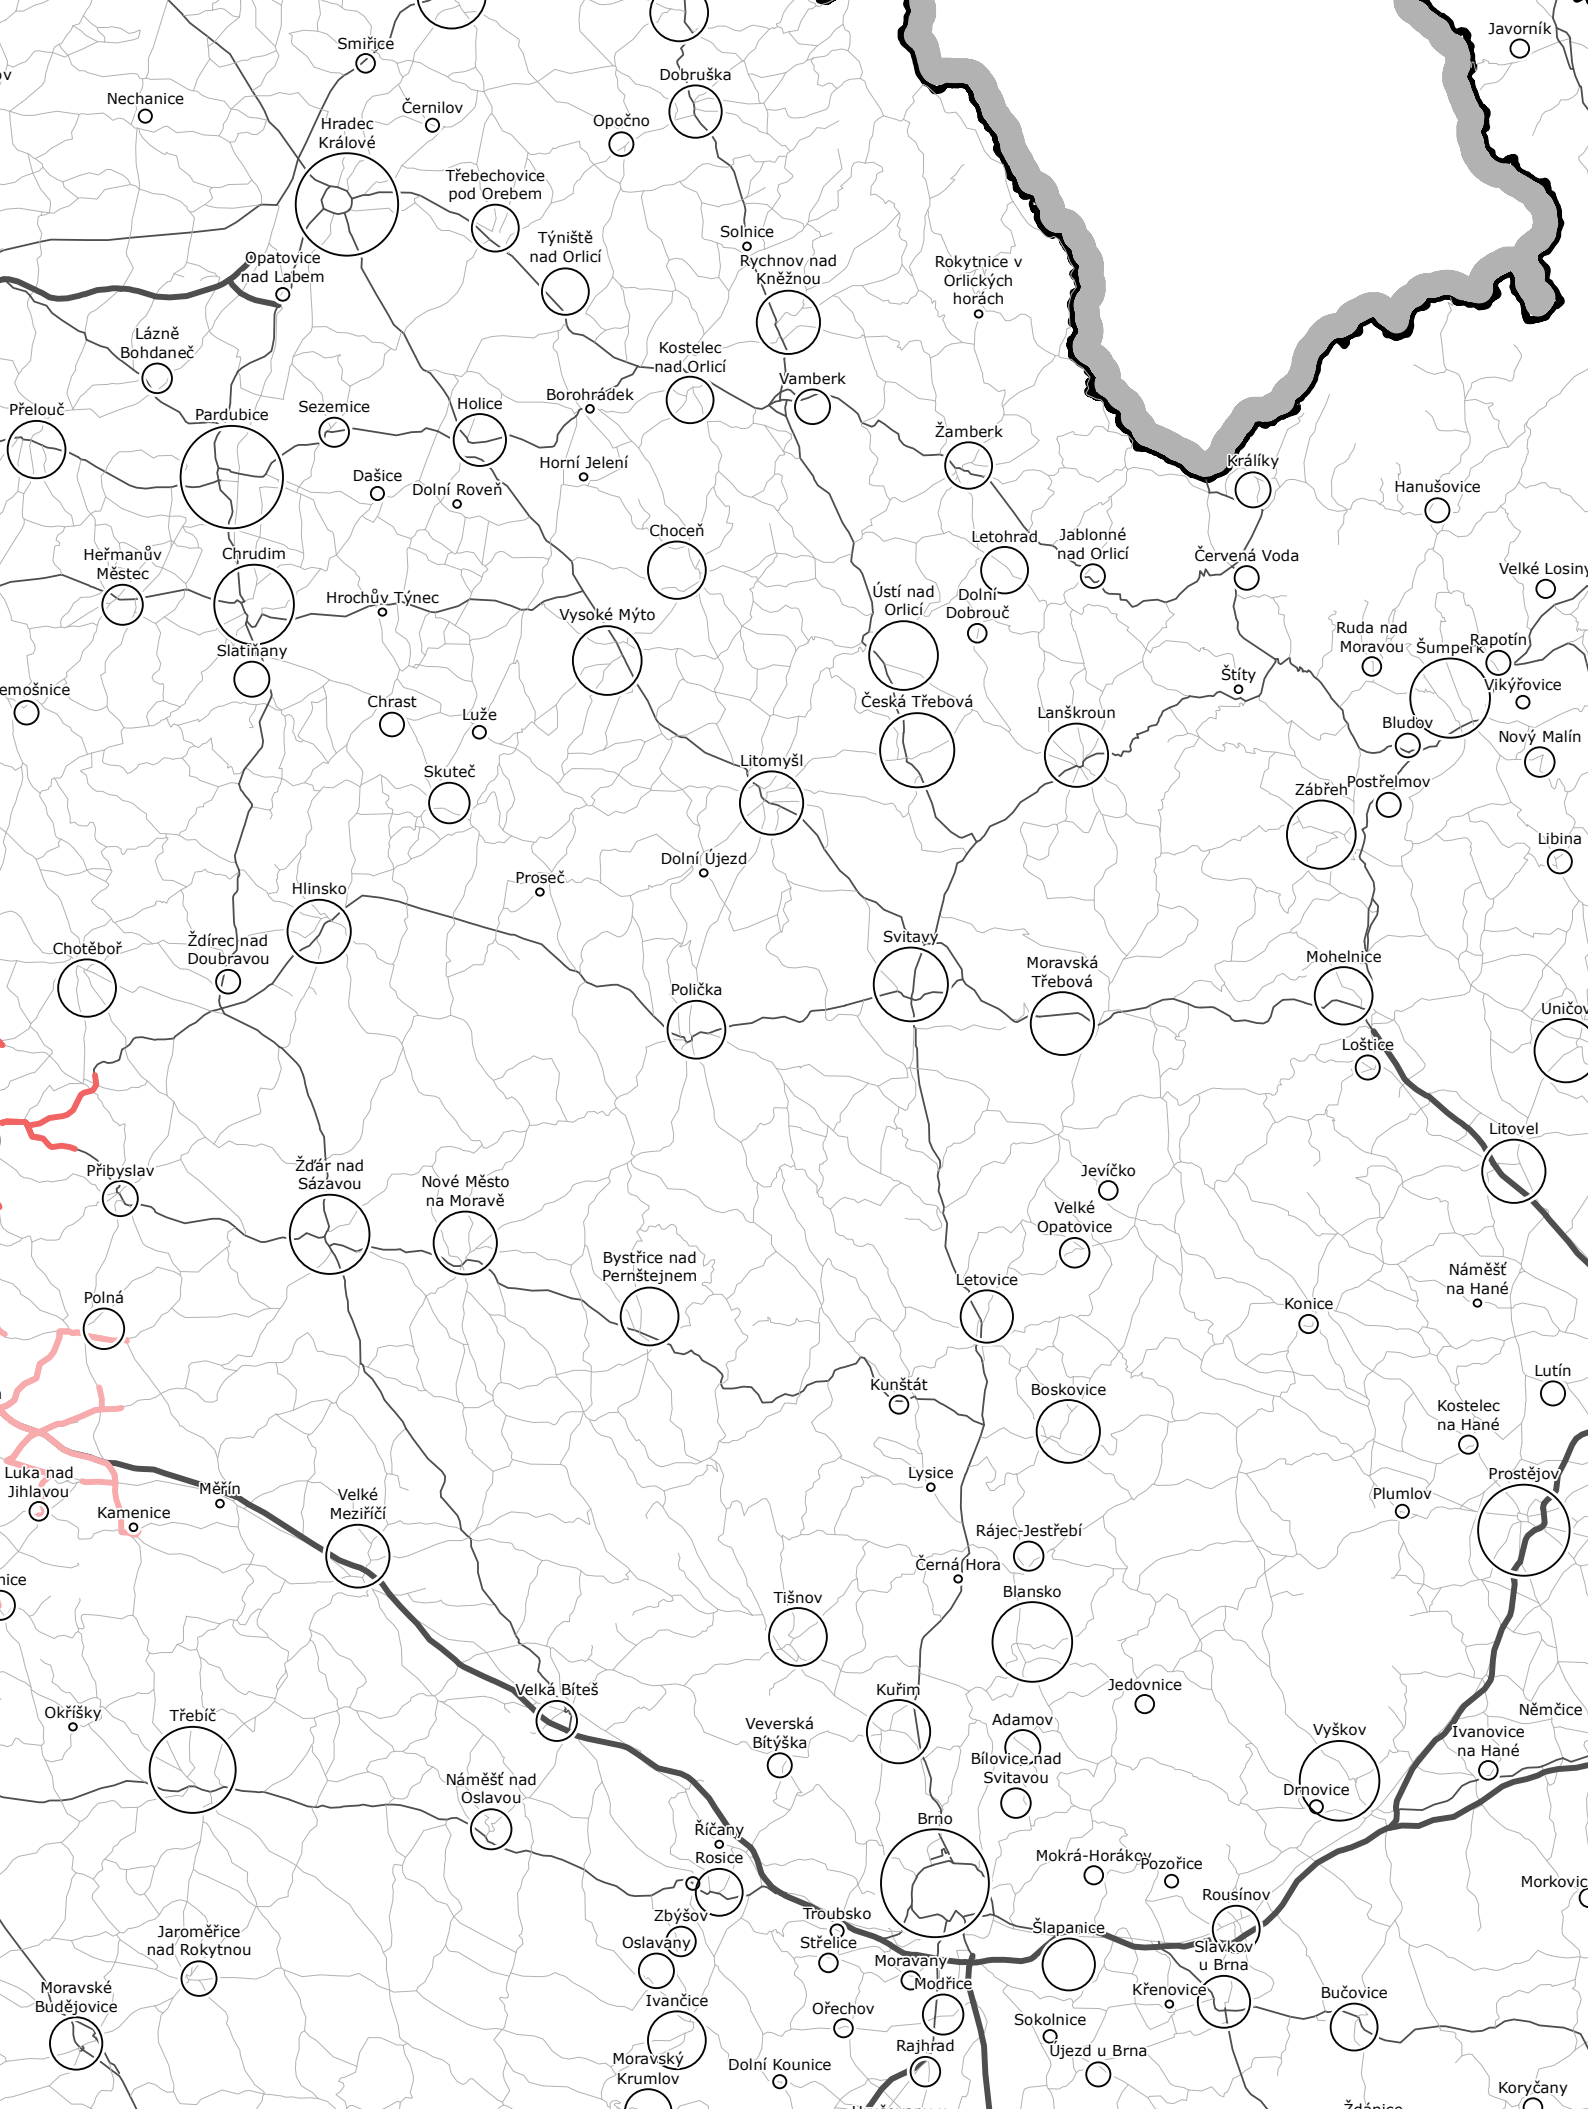 Javorník
Smiřice
Dobruška
Nechanice
Černilov
Opočno
Hradec
Králové
Třebechovice
pod Orebem
Solnice
Týniště
nad Orlicí
Opatovice
nad Labem
Rychnov nad
Kněžnou
Rokytnice v
Orlických
horách
Lázně
Bohdaneč
Kostelec
nad Orlicí
Vamberk
Borohrádek
Přelouč
Pardubice
Sezemice
Holice
Žamberk
Králíky
Horní Jelení
Dašice
Dolní Roveň
Hanušovice
Choceň
Letohrad
Jablonné
nad Orlicí
Heřmanův
Městec
Chrudim
Červená Voda
Velké Losiny
Hrochův Týnec
Vysoké Mýto
Ústí nad
Orlicí
Dolní
Dobrouč
Ruda nad
Moravou
Šumperk
Rapotín
Slatiňany
Štíty
Vikýřovice
emošnice
Chrast
Luže
Česká Třebová
Lanškroun
Bludov
Nový Malín
Litomyšl
Skuteč
Zábřeh
Postřelmov
Libina
Dolní Újezd
Proseč
Hlinsko
Chotěboř
Ždírec nad
Doubravou
Svitavy
Moravská
Třebová
Mohelnice
Polička
Uničov
Loštice
Litovel
Přibyslav
Žďár nad
Sázavou
Nové Město
na Moravě
Jevíčko
Velké
Opatovice
Bystřice nad
Pernštejnem
Letovice
Náměšť
na Hané
Polná
Konice
Kunštát
Boskovice
Lutín
Kostelec
na Hané
Luka nad
Jihlavou
Měřín
Velké
Meziříčí
Lysice
Plumlov
Prostějov
Kamenice
Rájec-Jestřebí
Černá Hora
nice
Tišnov
Blansko
Velká Bíteš
Kuřim
Jedovnice
Okříšky
Třebíč
Veverská
Bítýška
Adamov
Vyškov
Ivanovice
na Hané
Němčice
Bílovice nad
Svitavou
Náměšť nad
Oslavou
Drnovice
Říčany
Brno
Rosice
Mokrá-Horákov
Pozořice
Morkovic
Rousínov
Zbýšov
Troubsko
Šlapanice
Jaroměřice
nad Rokytnou
Oslavany
Střelice
Slavkov
u Brna
Moravany
Modřice
Moravské
Budějovice
Ivančice
Křenovice
Bučovice
Ořechov
Sokolnice
Rajhrad
Újezd u Brna
Moravský
Krumlov
Dolní Kounice
Koryčany
Ždánice